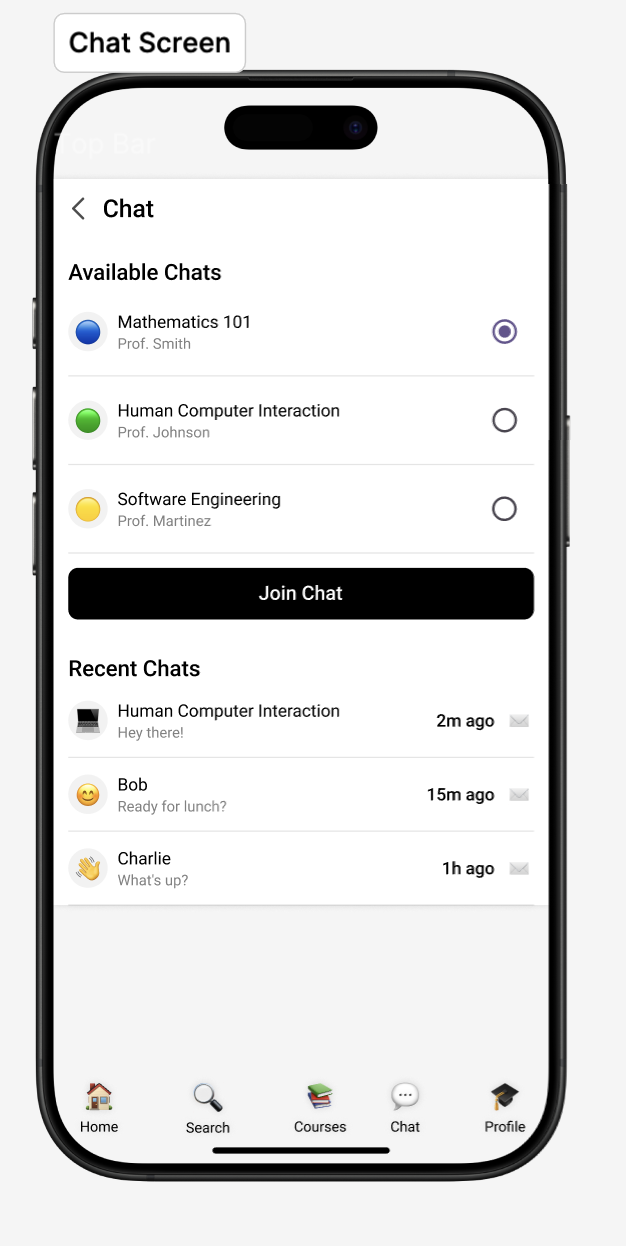 Chat Screen
Top Bar
Chat
Available Chats
Mathematics 101
Prof. Smith
Human Computer Interaction
Prof. Johnson
Software Engineering
Prof. Martinez
Join Chat
Recent Chats
Human Computer Interaction
Hey there!
2m ago
Bob
Ready for lunch?
15m ago
Charlie
What's up?
1h ago
Home
Search
Courses
Chat
Profile